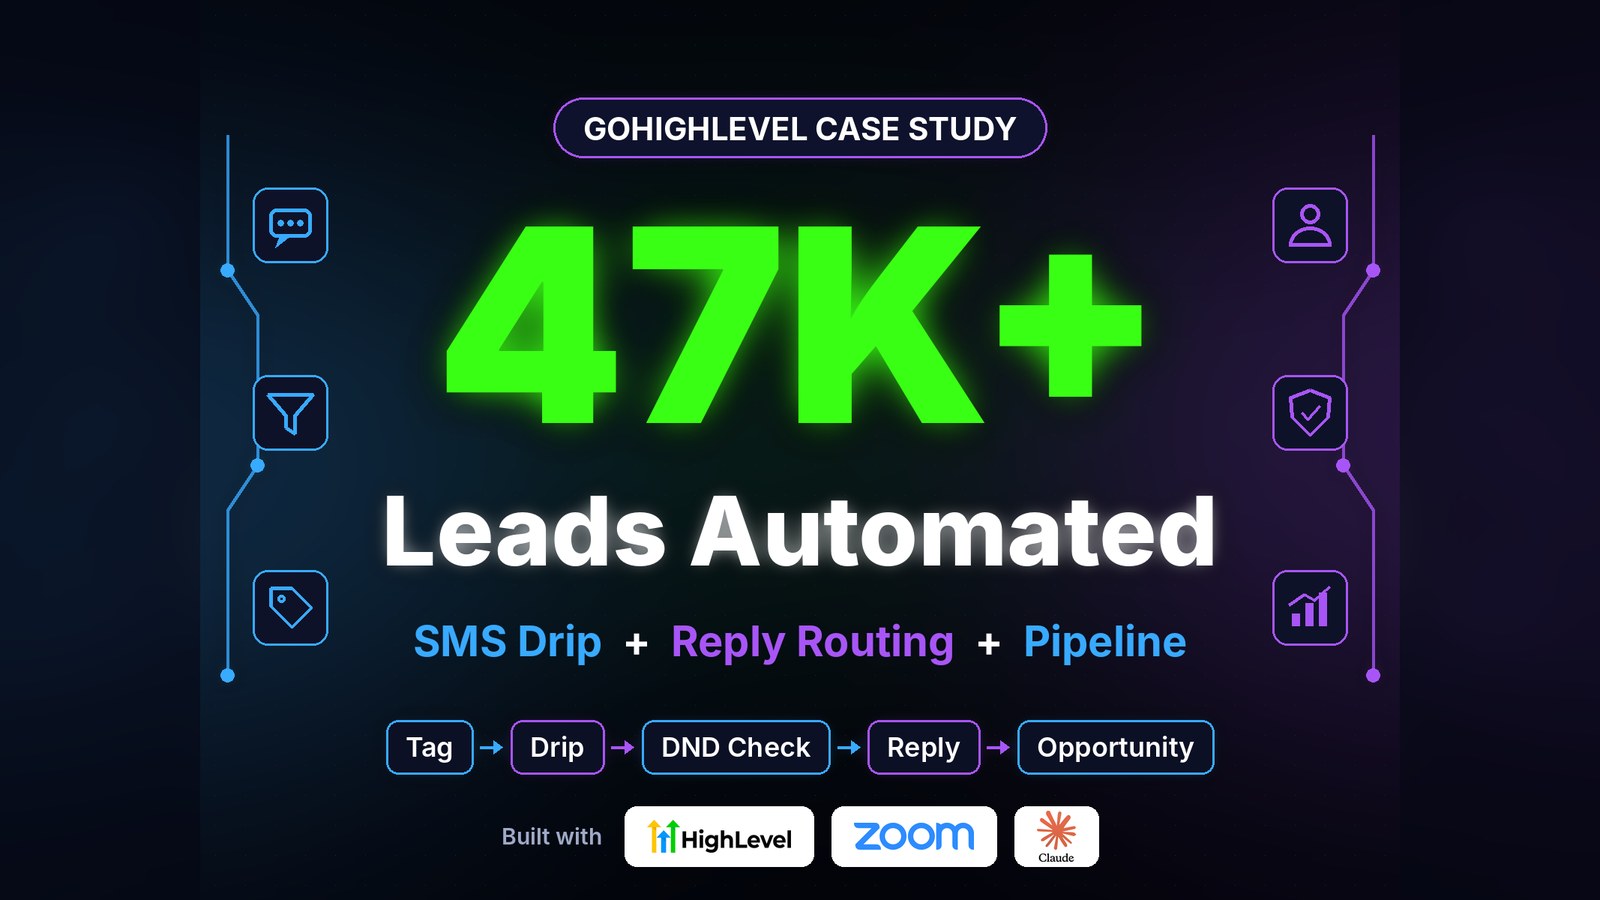 GOHIGHLEVEL CASE STUDY
47K+
Leads Automated
SMS Drip + Reply Routing + Pipeline
Tag → Drip → DND Check → Reply → Opportunity
Built with HighLevel zoom Claude